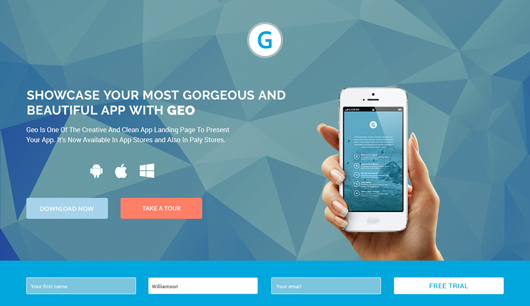 G
SHOWCASE YOUR MOST GORGEOUS AND
BEAUTIFUL APP WITH GEO
Geo Is One Of The Creative And Clean App Landing Page To Present
Your App. It's Now Available In App Stores and Also In Paly Stores.
DOWNLOAD NOW
TAKE A TOUR
G
Your first name
Williamson
Your email
FREE TRIAL